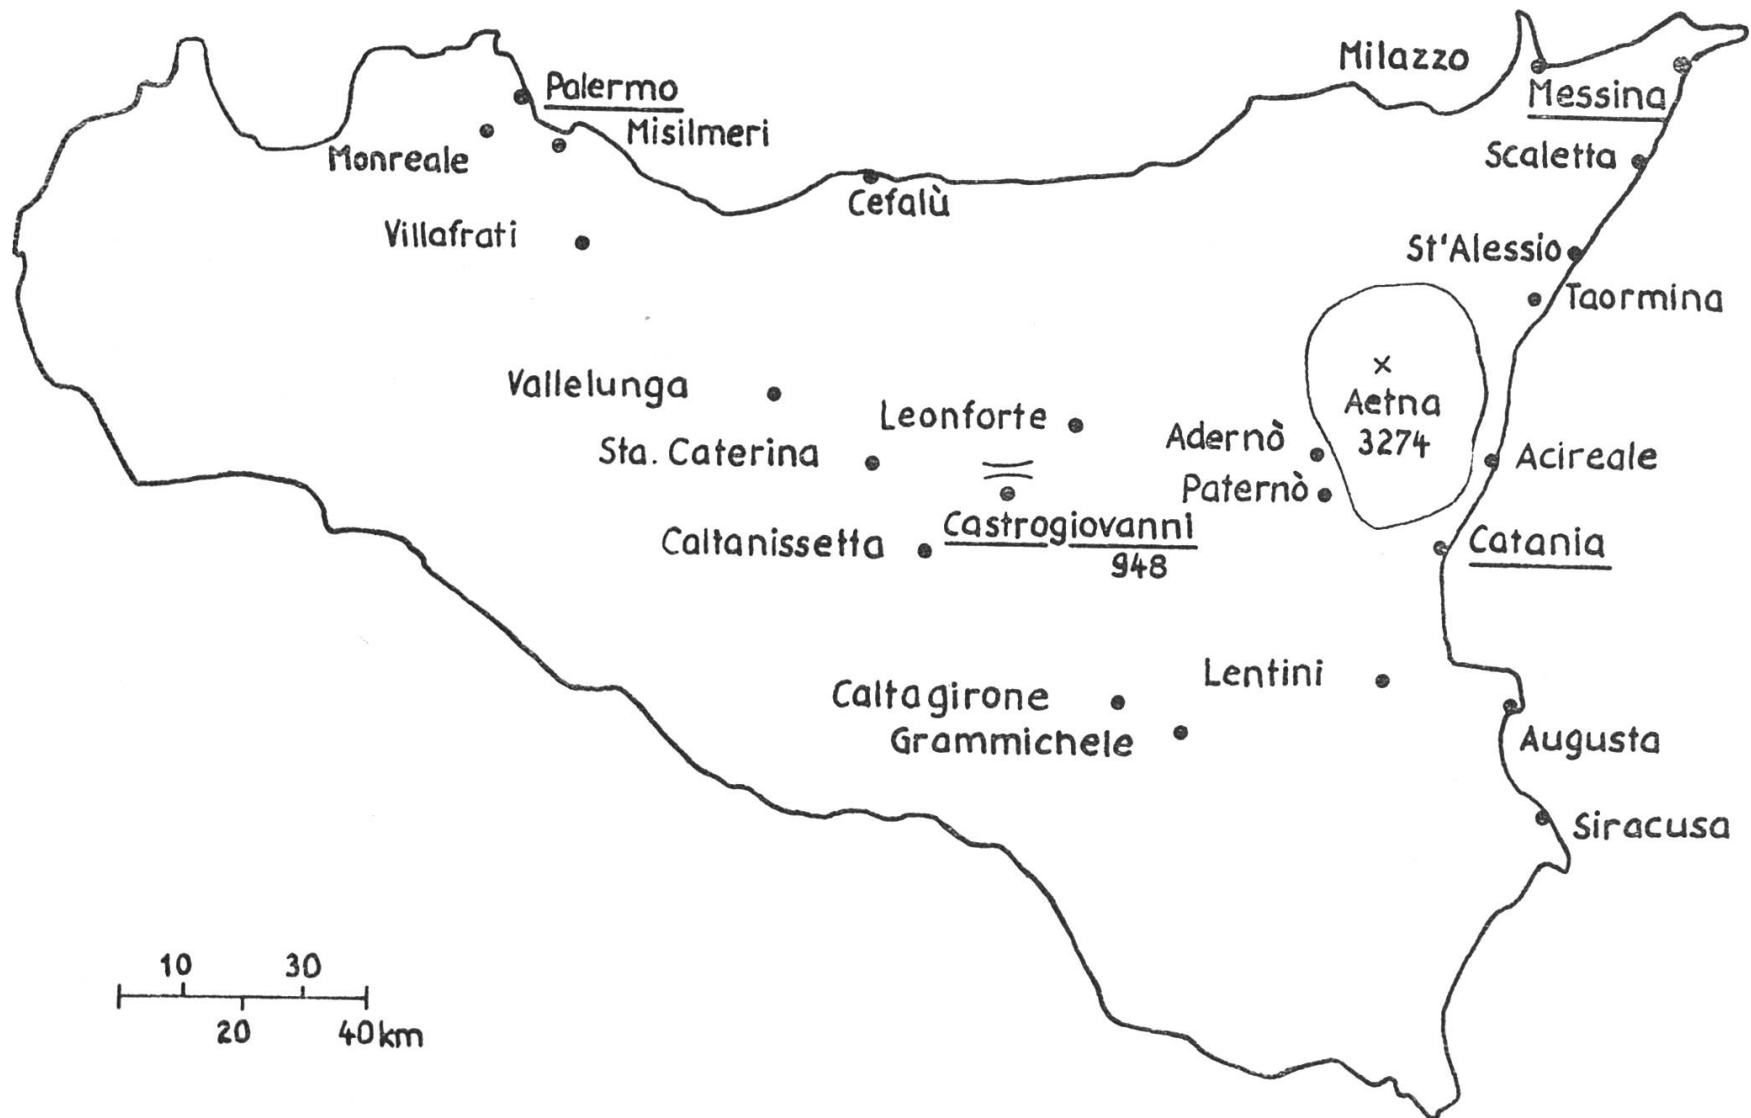 Milazzo
Palermo
Messina
Misilmeri
Monreale
Scaletta
Cefalù
Villafrati
St'Alessio
Taormina
Vallelunga
Leonforte
Aetna
3274
Adernò
Sta. Caterina
Acireale
Paternò
Castrogiovanni
948
Caltanissetta
Catania
Lentini
Caltagirone
Grammichele
Augusta
Siracusa
10 30
20 40km